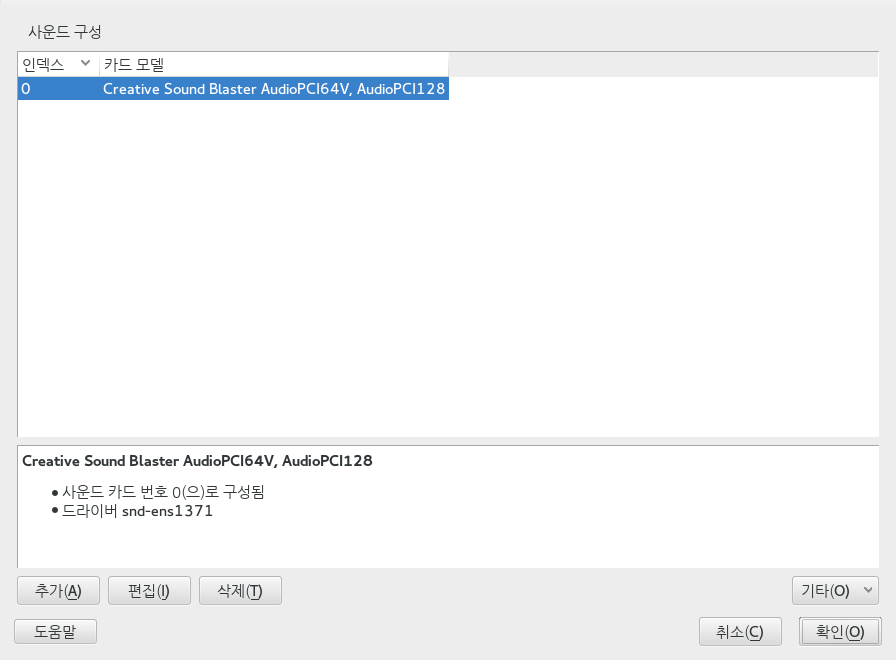 사운드 구성
인덱스 카드 모델
0 Creative Sound Blaster AudioPCI64V, AudioPCI128
Creative Sound Blaster AudioPCI64V, AudioPCI128
• 사운드 카드 번호 0(으)로 구성됨
• 드라이버 snd-ens1371
추가(A) 편집(I) 삭제(T) 기타(O)
도움말 취소(C) 확인(O)